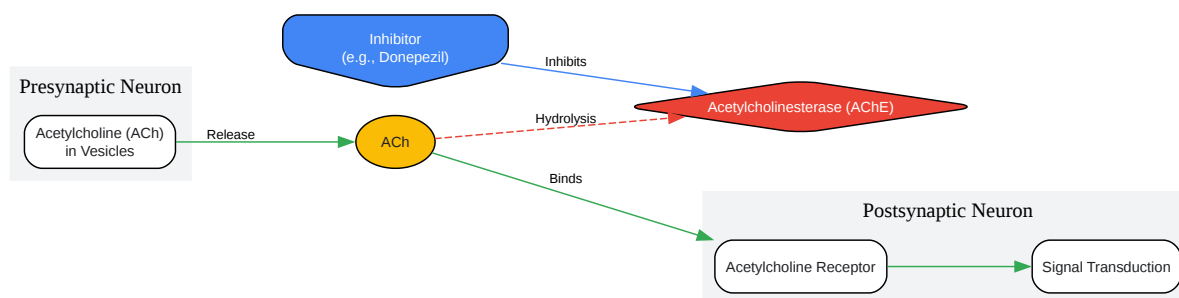 Inhibitor
(e.g., Donepezil)
Inhibits
Presynaptic Neuron
Acetylcholinesterase (AChE)
Acetylcholine (ACh)
in Vesicles
Release
ACh
Hydrolysis
Binds
Postsynaptic Neuron
Acetylcholine Receptor
Signal Transduction